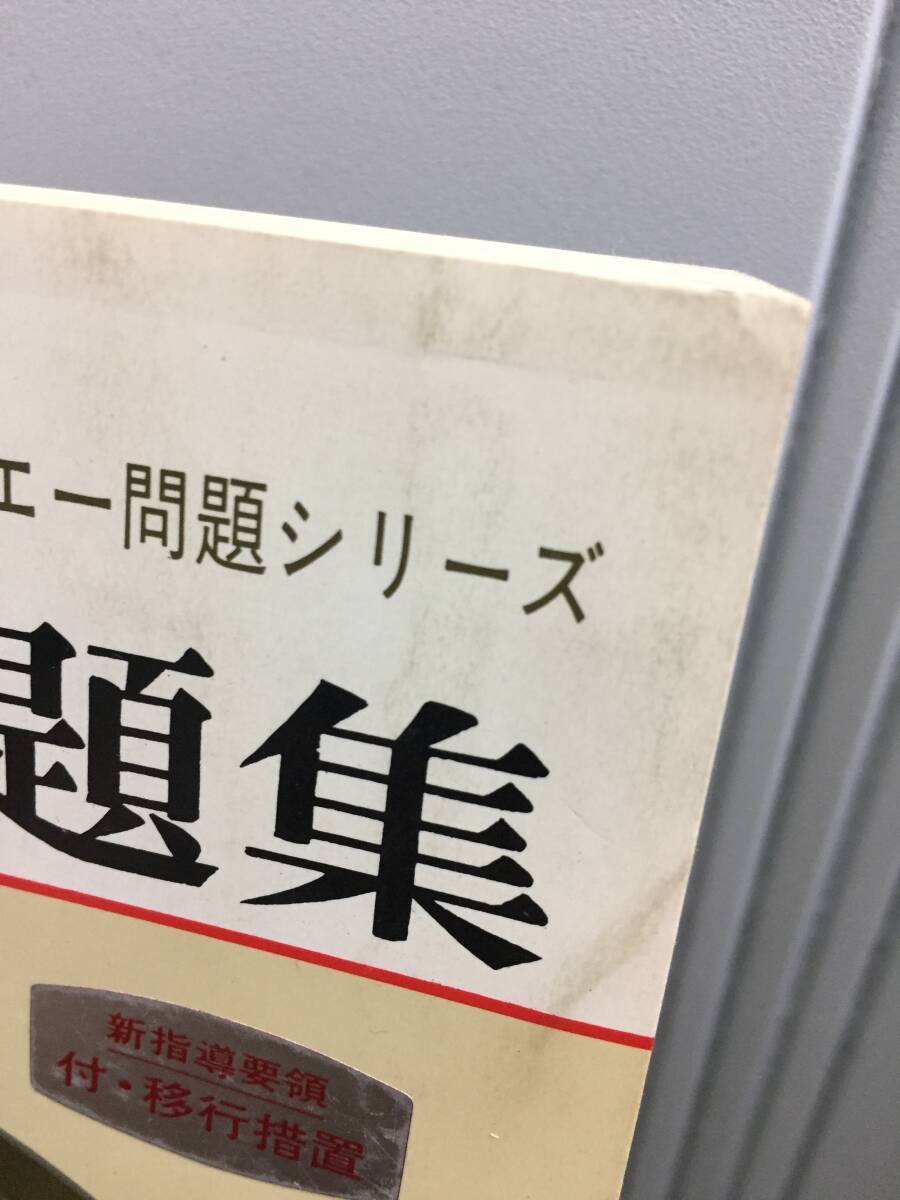 エー問題シリーズ
題集
新指導要領
付・移行措置